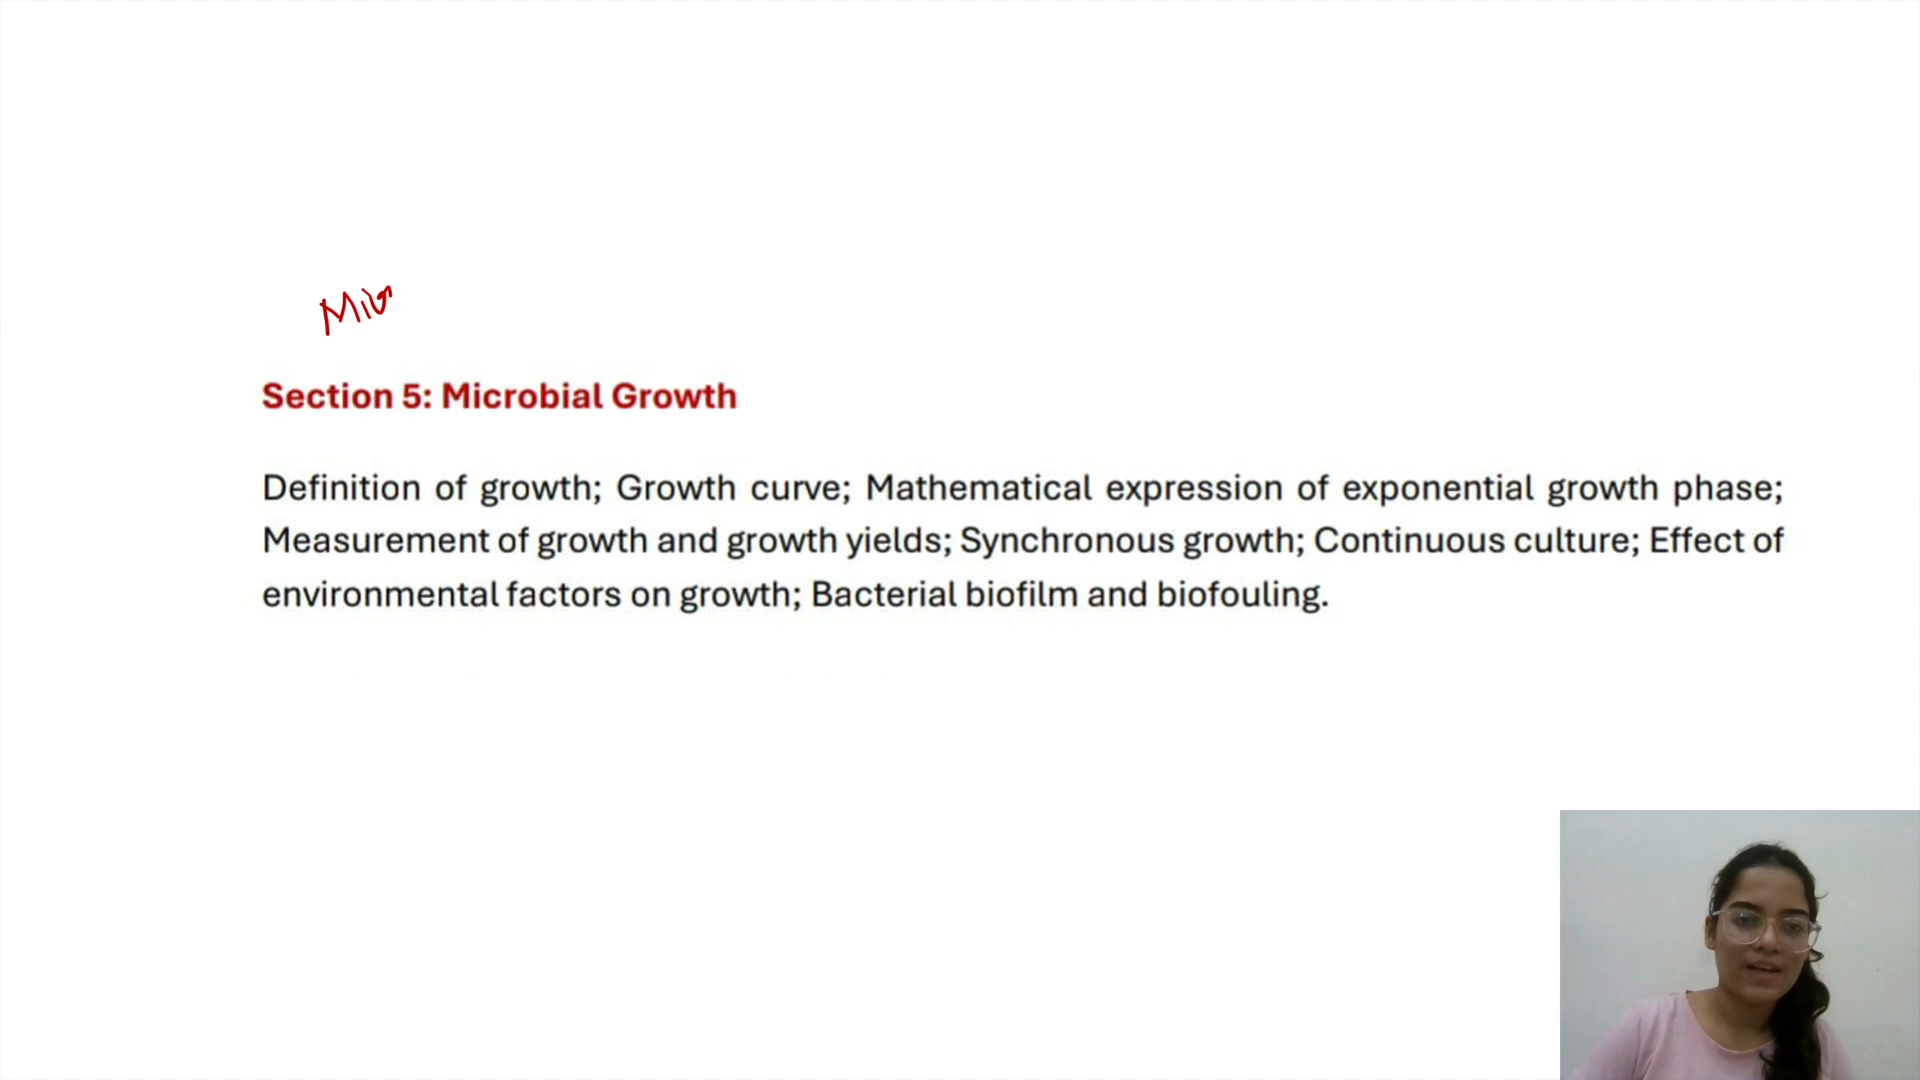 Mic
Section 5: Microbial Growth
Definition of growth; Growth curve; Mathematical expression of exponential growth phase;
Measurement of growth and growth yields; Synchronous growth; Continuous culture; Effect of
environmental factors on growth; Bacterial biofilm and biofouling.